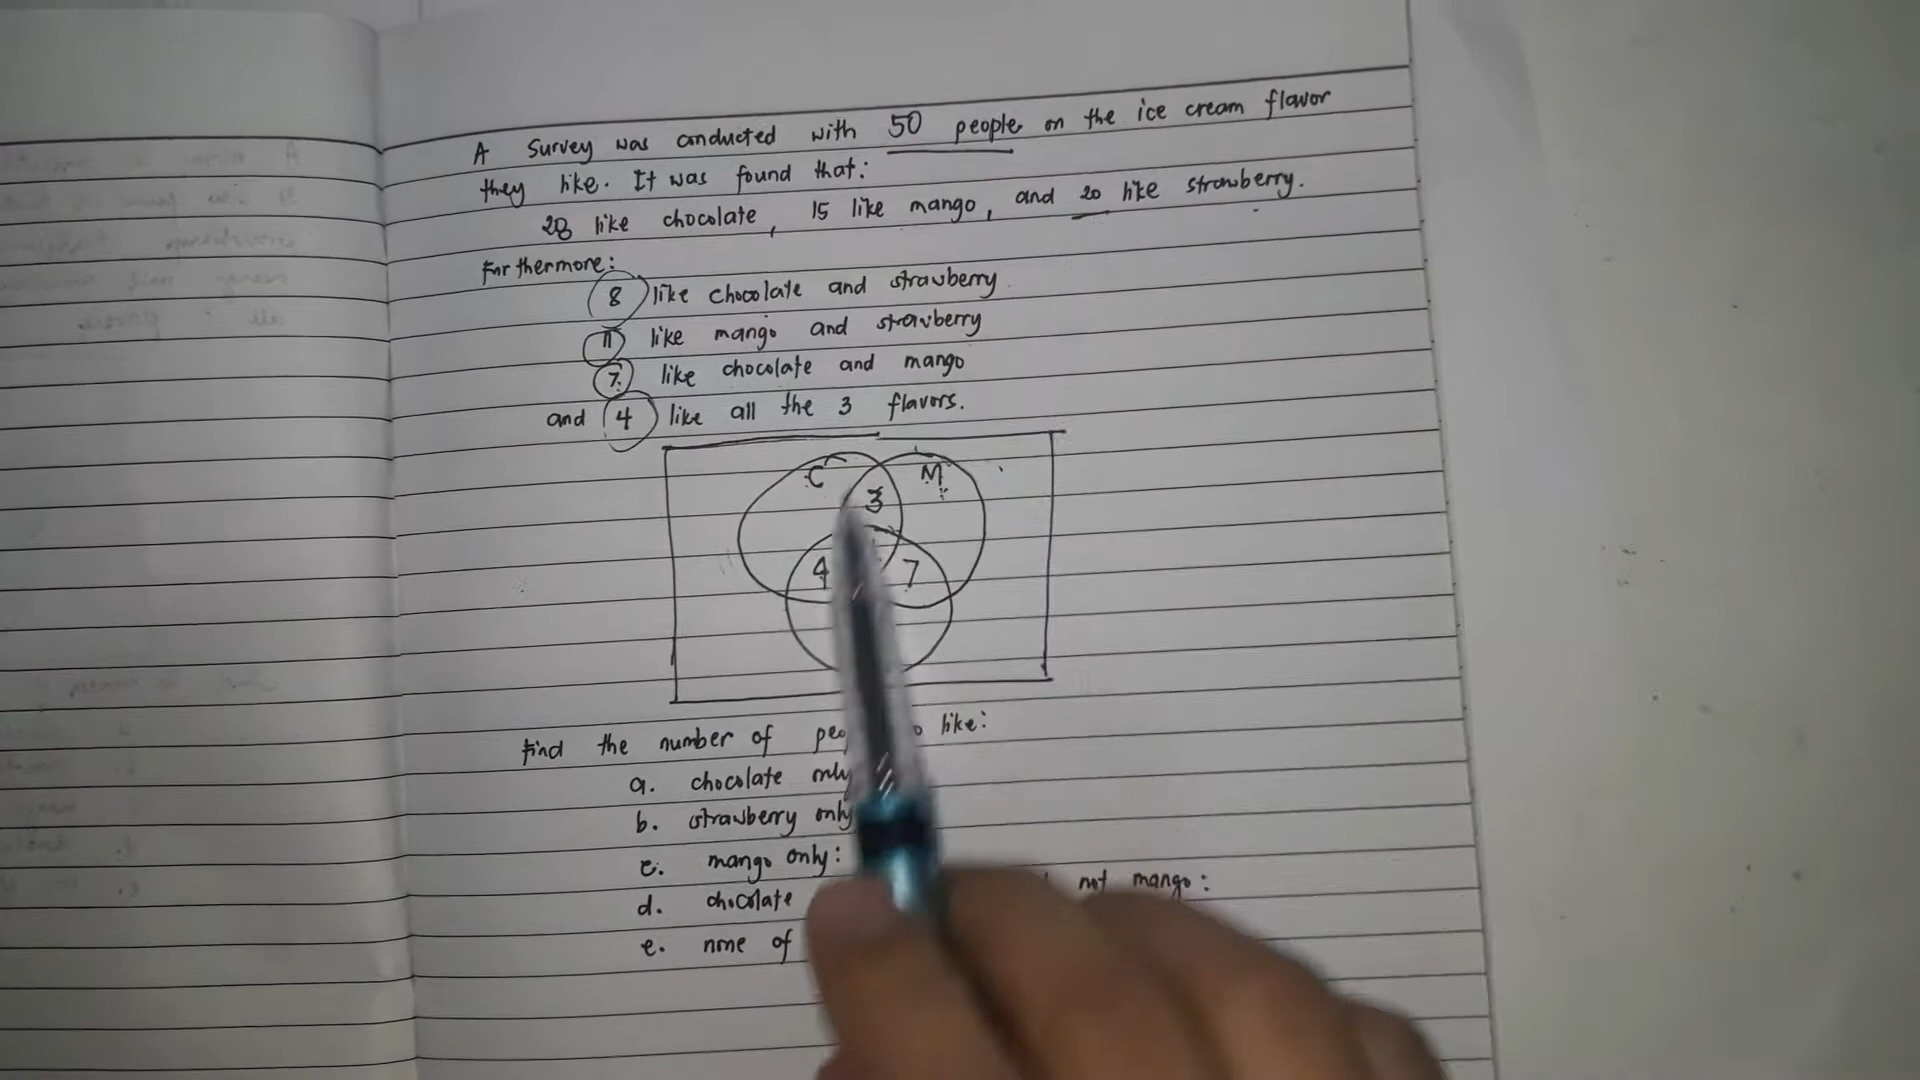 A survey was conducted with 50 people on the ice cream flavor
they like. It was found that:
28 like chocolate, 15 like mango, and 20 like strawberry.
Furthermore:
8 like chocolate and strawberry
11 like mango and strawberry
7 like chocolate and mango
and 4 like all the 3 flavors.
C M
3
4 7
Find the number of like:
a. chocolate only
b. strawberry only
c. mango only:
d. chocolate not mango:
e. none of